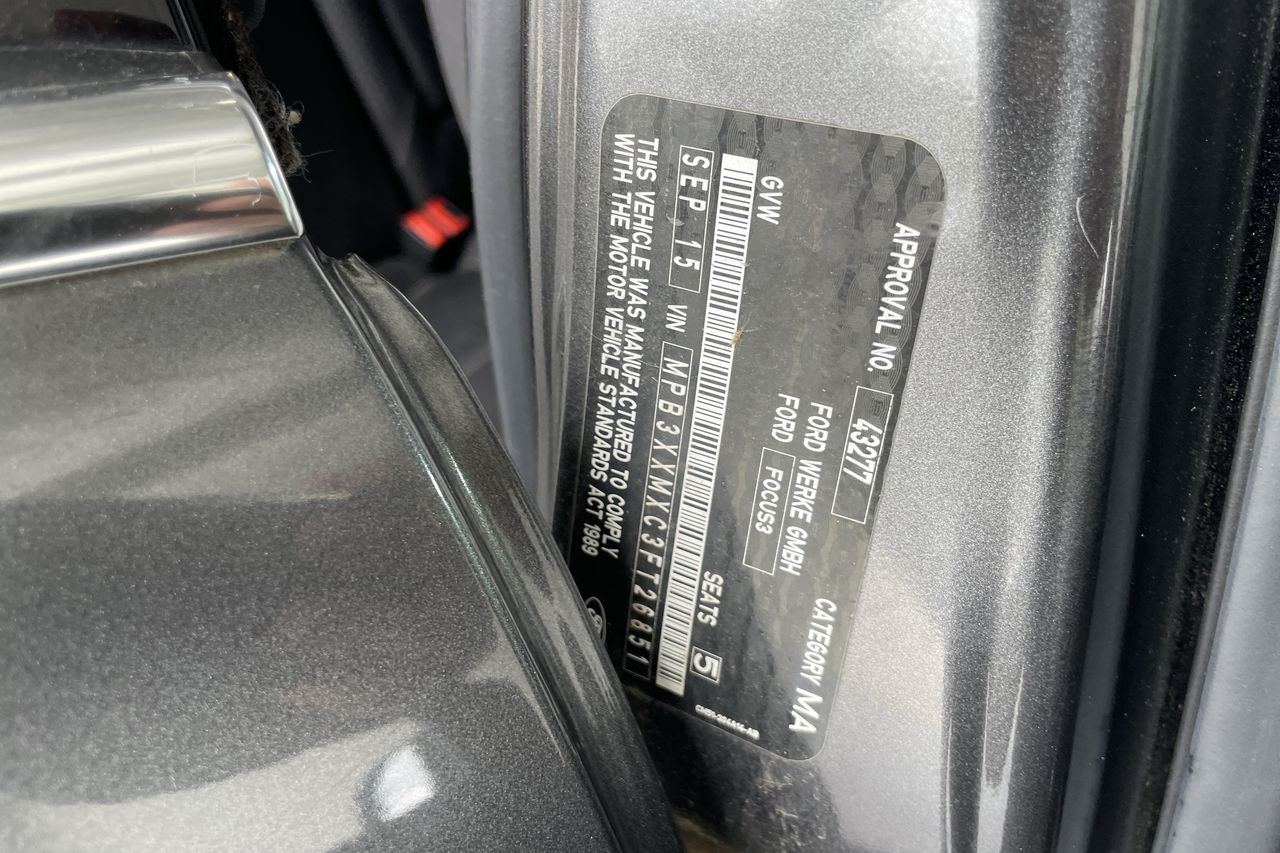 APPROVAL NO. 43277 CATEGORY MA
FORD WERKE GMBH
FORD FOCUS3
GVW SEATS 5
SEP 15 VIN MPB3XXMXC3FT26851
THIS VEHICLE WAS MANUFACTURED TO COMPLY
WITH THE MOTOR VEHICLE STANDARDS ACT 1989